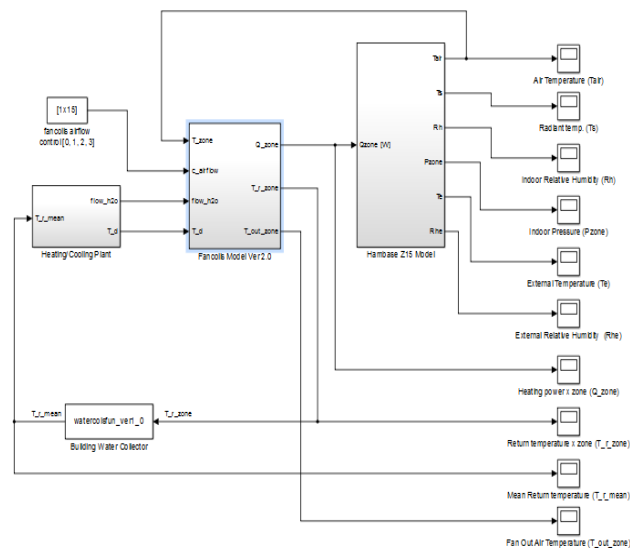 [1x15]
fancoils airflow
control [0, 1, 2, 3]
T_r_mean
flow_h2o
T_d
Heating/Cooling Plant
T_zone
c_airflow
flow_h2o
T_d
Q_zone
T_r_zone
T_out_zone
Fancoils Model Ver 2.0
Qzone [W]
Tair
Ts
Rh
Pzone
Te
Rhe
Hambase Z15 Model
Air Temperature (Tair)
Radiant temp. (Ts)
Indoor Relative Humidity (Rh)
Indoor Pressure (Pzone)
External Temperature (Te)
External Relative Humidity (Rhe)
Heating power x zone (Q_zone)
Return temperature x zone (T_r_zone)
Mean Return temperature (T_r_mean)
Fan Out Air Temperature (T_out_zone)
T_r_mean
watercollsfun_ver1_0
T_r_zone
Building Water Collector